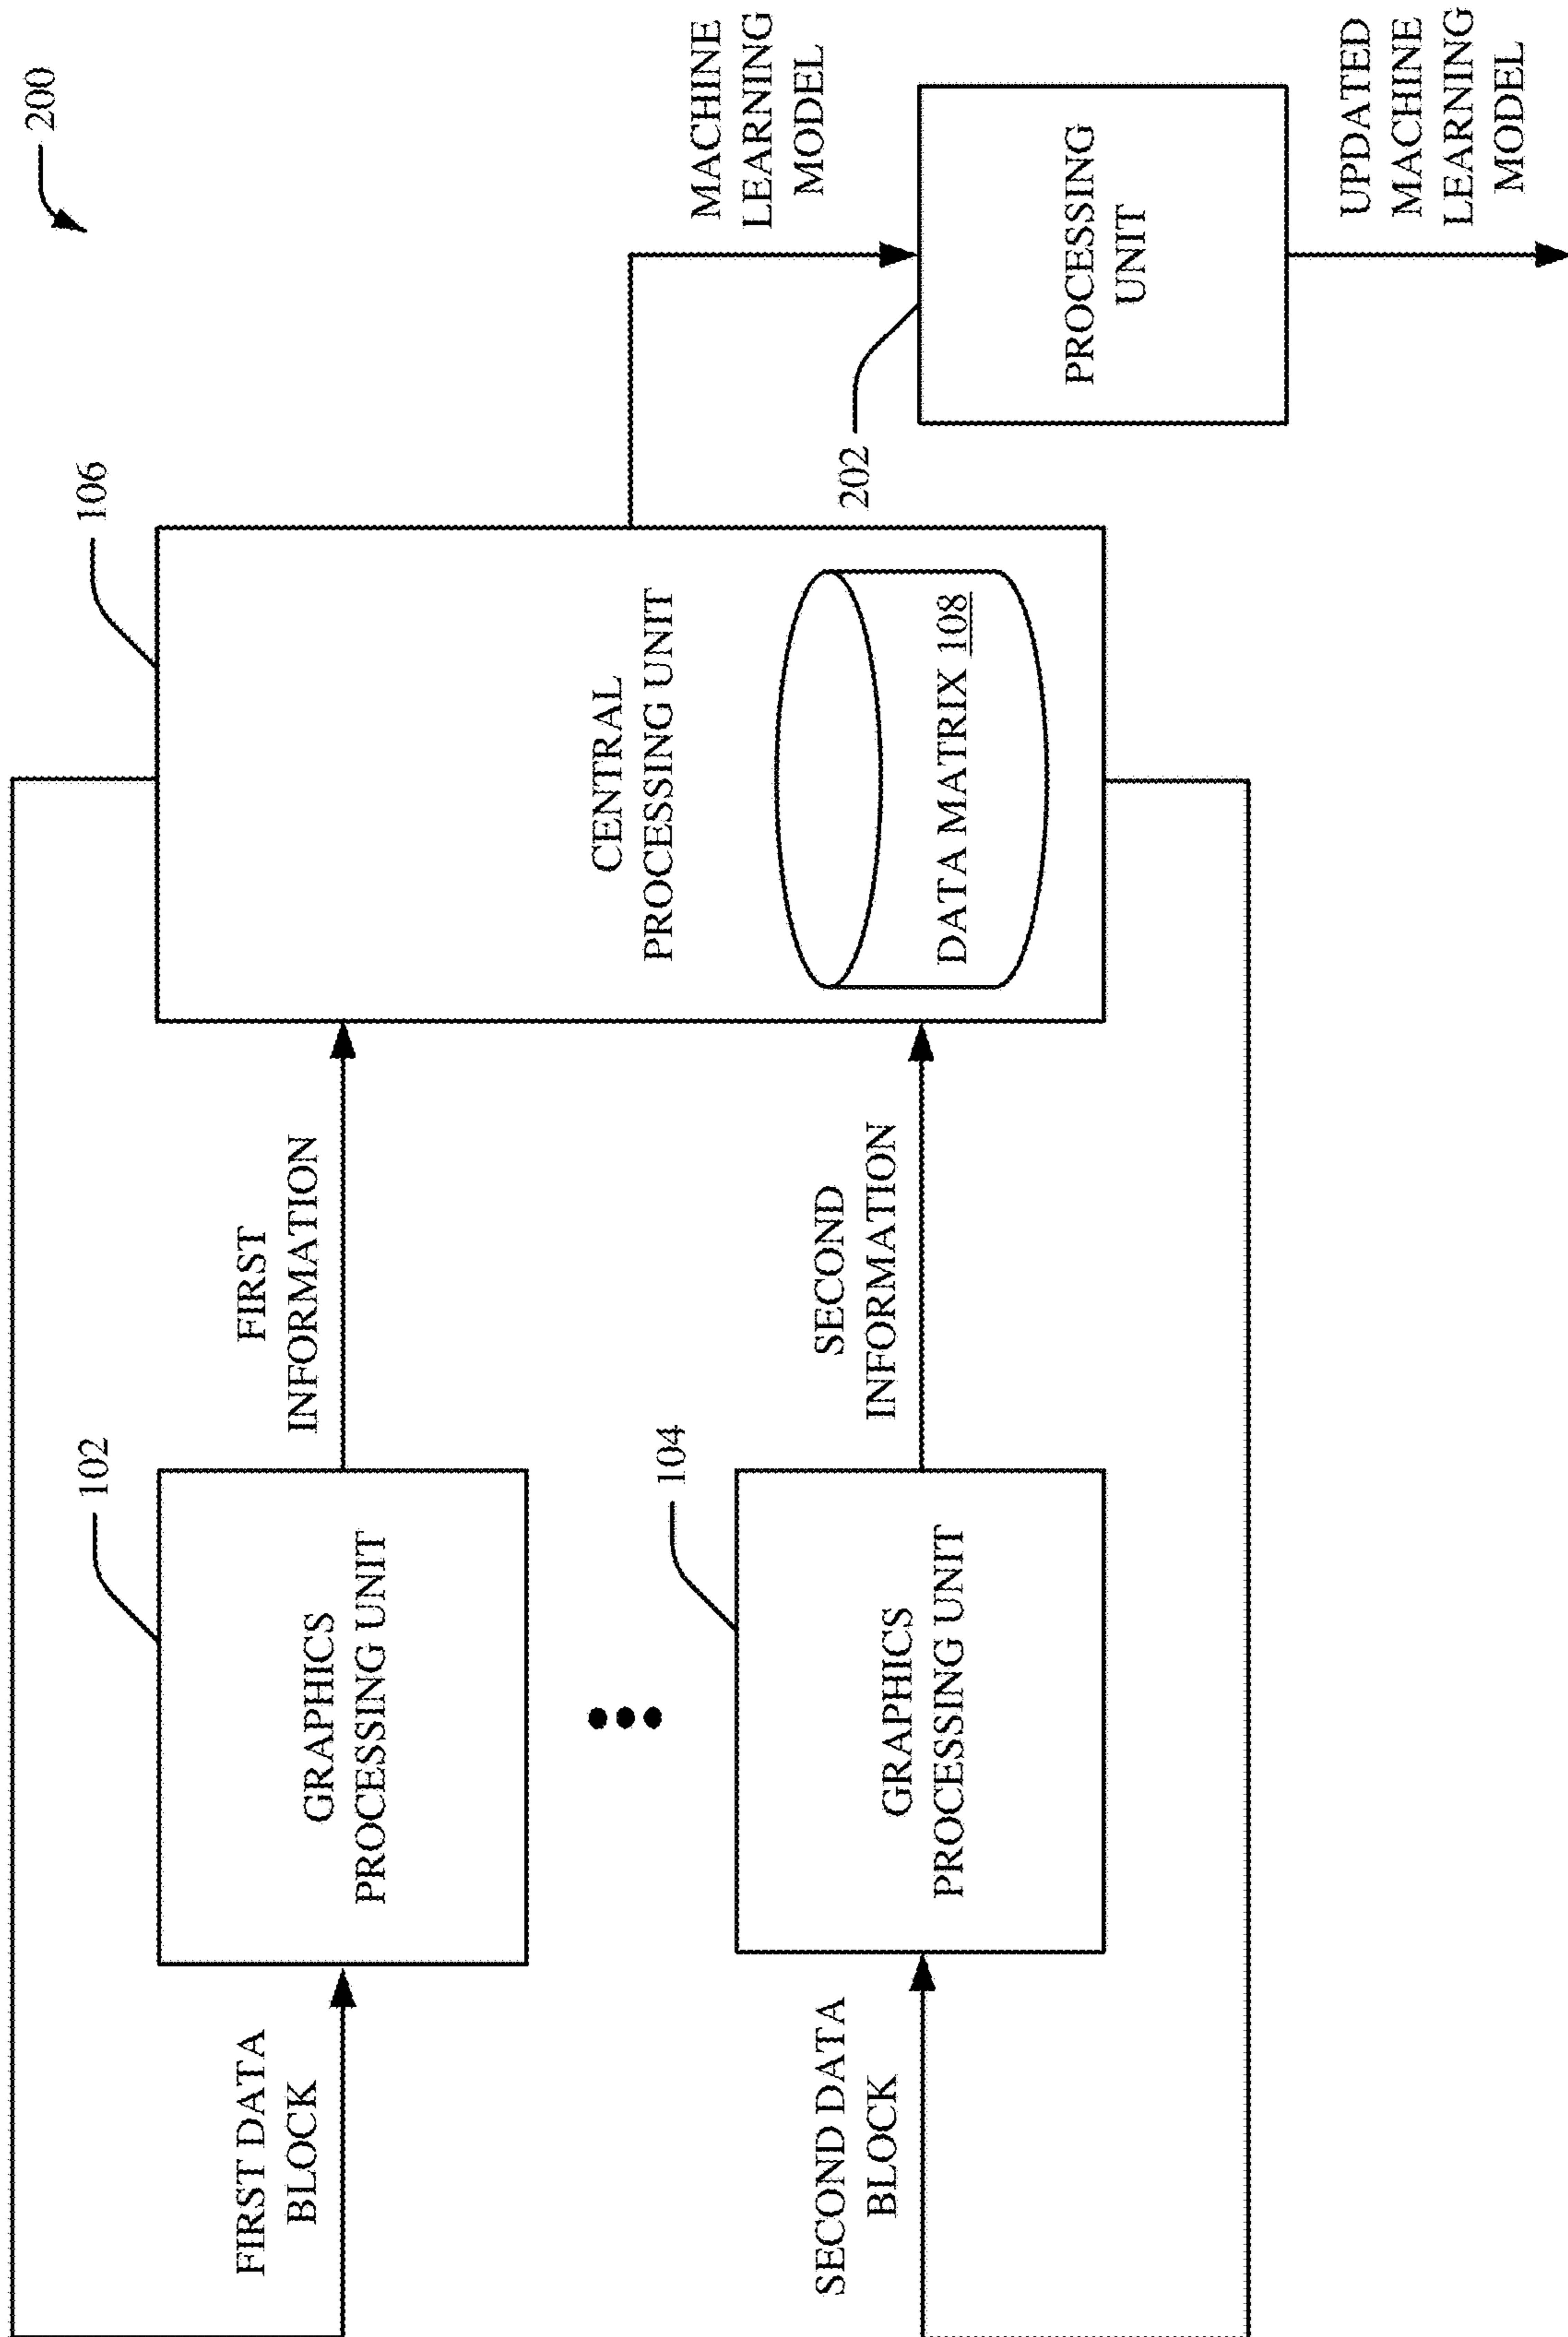 200
106
CENTRAL
PROCESSING UNIT
DATA MATRIX 108
MACHINE
LEARNING
MODEL
202
PROCESSING
UNIT
UPDATED
MACHINE
LEARNING
MODEL
FIRST
INFORMATION
SECOND
INFORMATION
102
GRAPHICS
PROCESSING UNIT
104
GRAPHICS
PROCESSING UNIT
FIRST DATA
BLOCK
SECOND DATA
BLOCK